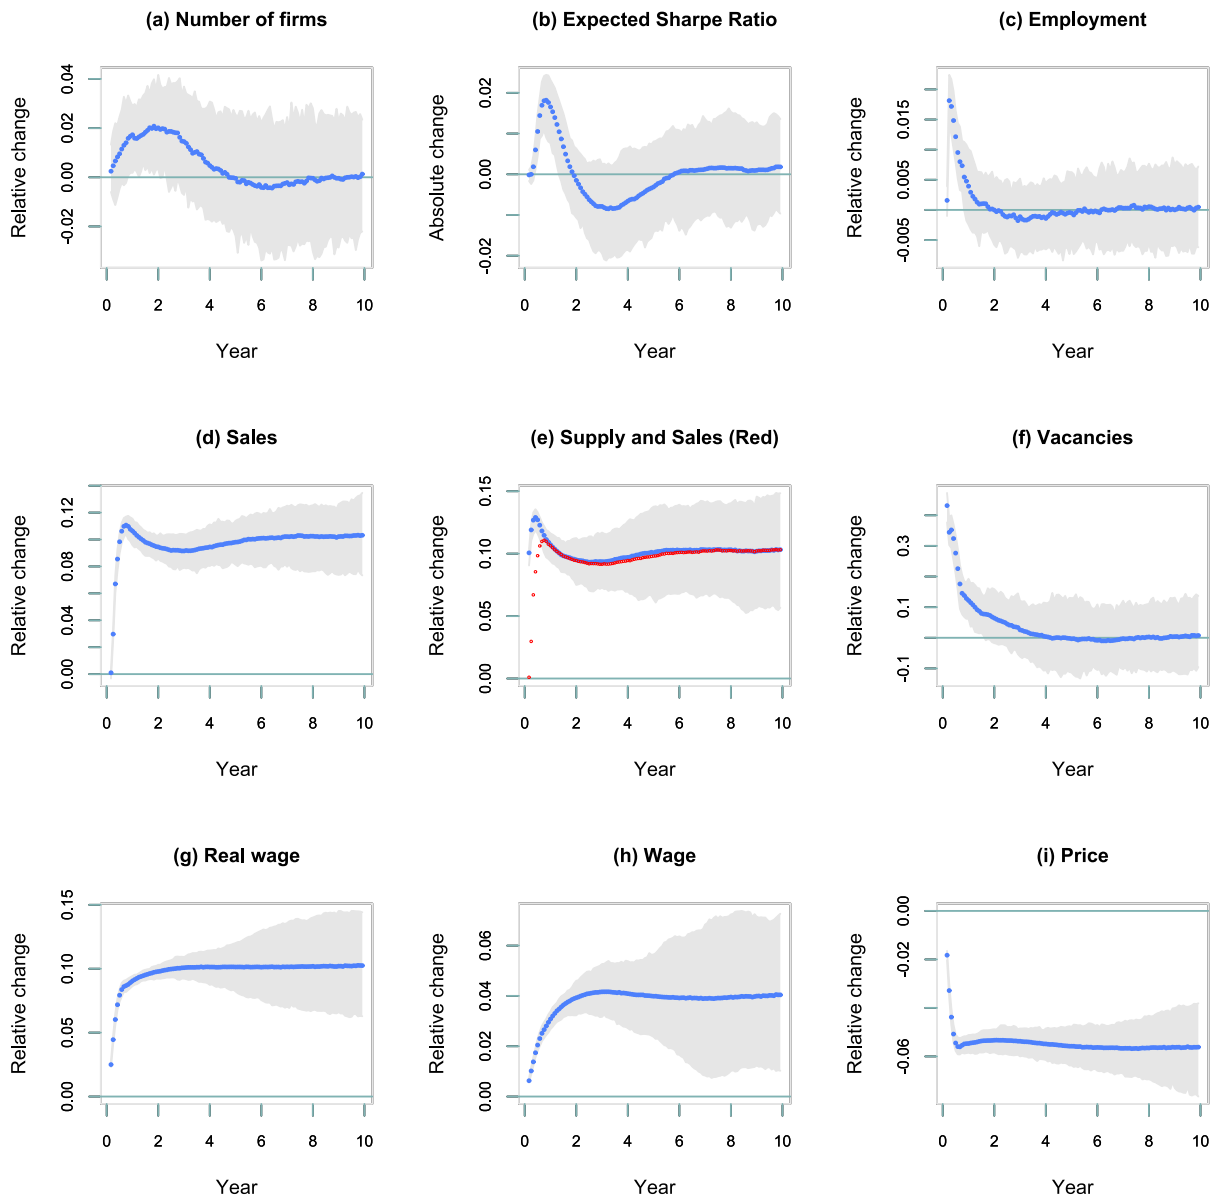 (a) Number of firms
Relative change
0.04
0.02
0.00
-0.02
0 2 4 6 8 10
Year
(b) Expected Sharpe Ratio
Absolute change
0.02
0.00
-0.02
0 2 4 6 8 10
Year
(c) Employment
Relative change
0.015
0.005
-0.005
0 2 4 6 8 10
Year
(d) Sales
Relative change
0.12
0.08
0.04
0.00
0 2 4 6 8 10
Year
(e) Supply and Sales (Red)
Relative change
0.15
0.10
0.05
0.00
0 2 4 6 8 10
Year
(f) Vacancies
Relative change
0.3
0.1
-0.1
0 2 4 6 8 10
Year
(g) Real wage
Relative change
0.15
0.10
0.05
0.00
0 2 4 6 8 10
Year
(h) Wage
Relative change
0.06
0.04
0.02
0.00
0 2 4 6 8 10
Year
(i) Price
Relative change
0.00
-0.02
-0.06
0 2 4 6 8 10
Year